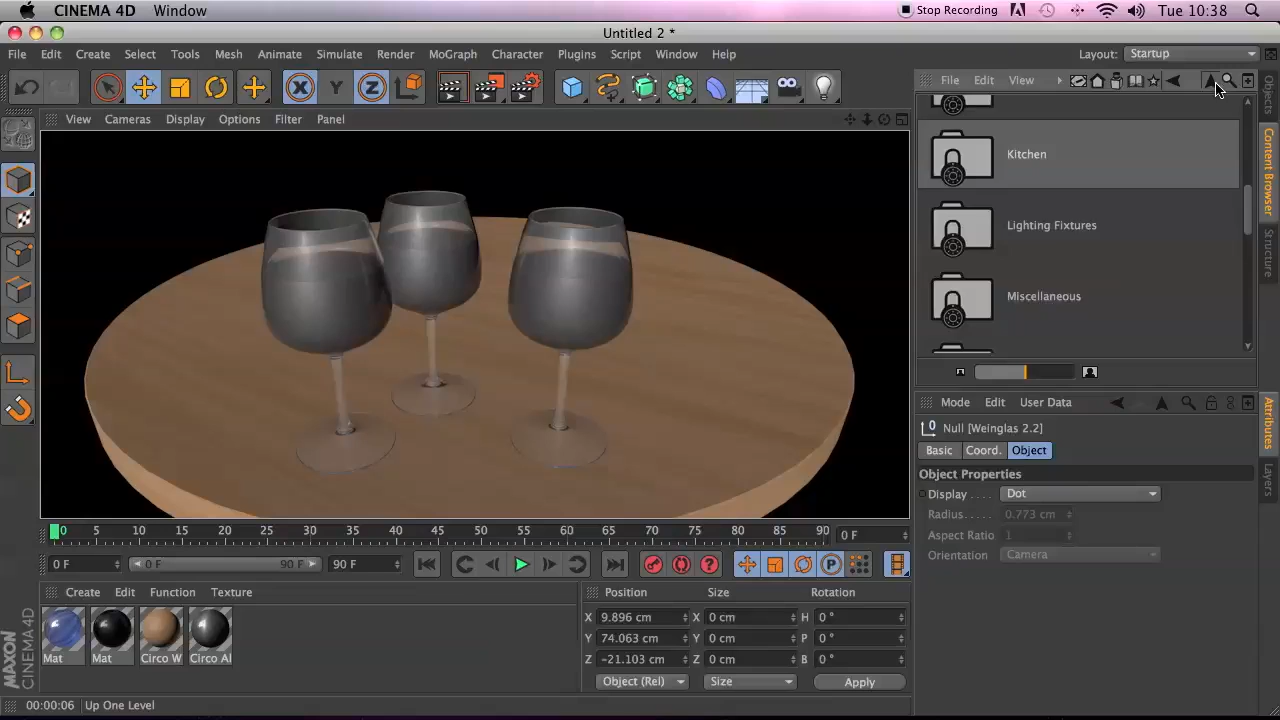 CINEMA 4D Window Stop Recording Tue 10:38
Untitled 2 *
File Edit Create Select Tools Mesh Animate Simulate Render MoGraph Character Plugins Script Window Help Layout: Startup
File Edit View
View Cameras Display Options Filter Panel
Kitchen
Lighting Fixtures
Miscellaneous
Objects
Content Browser
Structure
Mode Edit User Data
Null [Weinglas 2.2]
Basic Coord. Object
Object Properties
Display . . . . Dot
Radius. . . . . 0.773 cm
Aspect Ratio 1
Orientation Camera
Attributes
Layers
0 5 10 15 20 25 30 35 40 45 50 55 60 65 70 75 80 85 90 0 F
0 F 0 F 90 F 90 F
Create Edit Function Texture
Mat Mat Circo W Circo Al
Position Size Rotation
X 9.896 cm X 0 cm H 0 °
Y 74.063 cm Y 0 cm P 0 °
Z -21.103 cm Z 0 cm B 0 °
Object (Rel) Size Apply
MAXON
CINEMA 4D
00:00:06 Up One Level